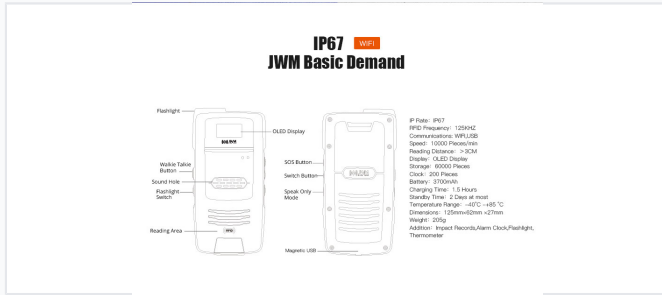 IP67 WIFI
JWM Basic Demand
Flashlight
OLED Display
JWM
Walkie Talkie
Button
Sound Hole
Flashlight
Switch
Reading Area
SOS Button
Switch Button
Speak Only
Mode
Magnetic USB
IP Rate: IP67
RFID Frequency: 125KHZ
Communications: WIFI,USB
Speed: 10000 Pieces/min
Reading Distance: >3CM
Display: OLED Display
Storage: 60000 Pieces
Clock: 200 Pieces
Battery: 3700mAh
Charging Time: 1.5 Hours
Standby Time: 2 Days at most
Temperature Range: -40°C -+85 °C
Dimensions: 125mm×62mm ×27mm
Weight: 205g
Addition: Impact Records,Alarm Clock,Flashlight,
Thermometer